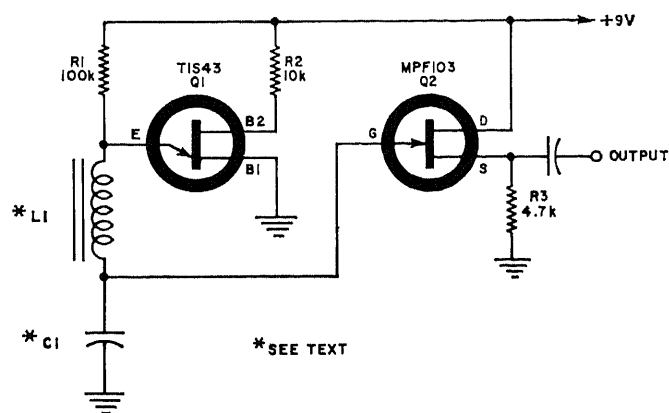 +9V
R1
100k
TIS43
Q1
R2
10k
MPF103
Q2
E
B2
B1
G
D
S
OUTPUT
R3
4.7k
*L1
*C1
*SEE TEXT